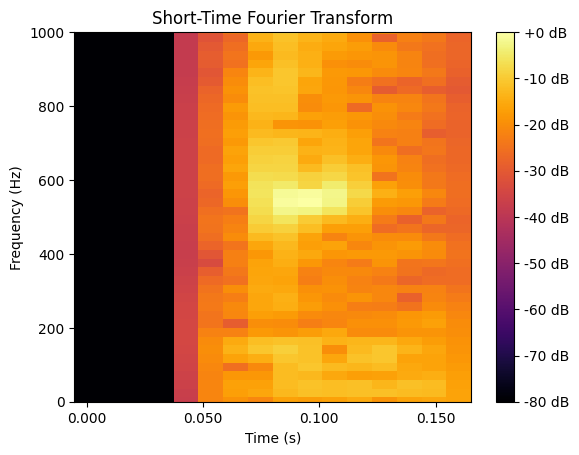 Short-Time Fourier Transform
1000
800
600
400
200
0
Frequency (Hz)
0.000
0.050
0.100
0.150
Time (s)
+0 dB
-10 dB
-20 dB
-30 dB
-40 dB
-50 dB
-60 dB
-70 dB
-80 dB